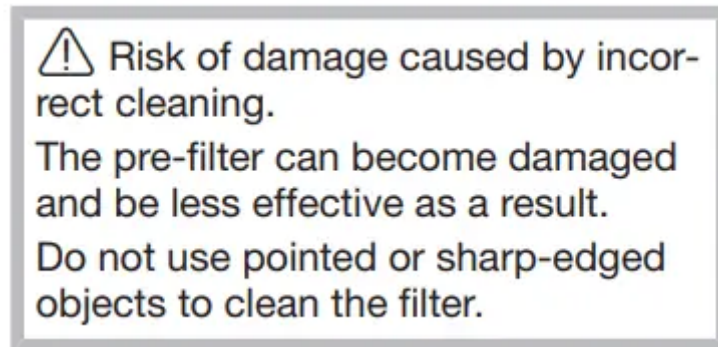 ⚠ Risk of damage caused by incor-
rect cleaning.
The pre-filter can become damaged
and be less effective as a result.
Do not use pointed or sharp-edged
objects to clean the filter.